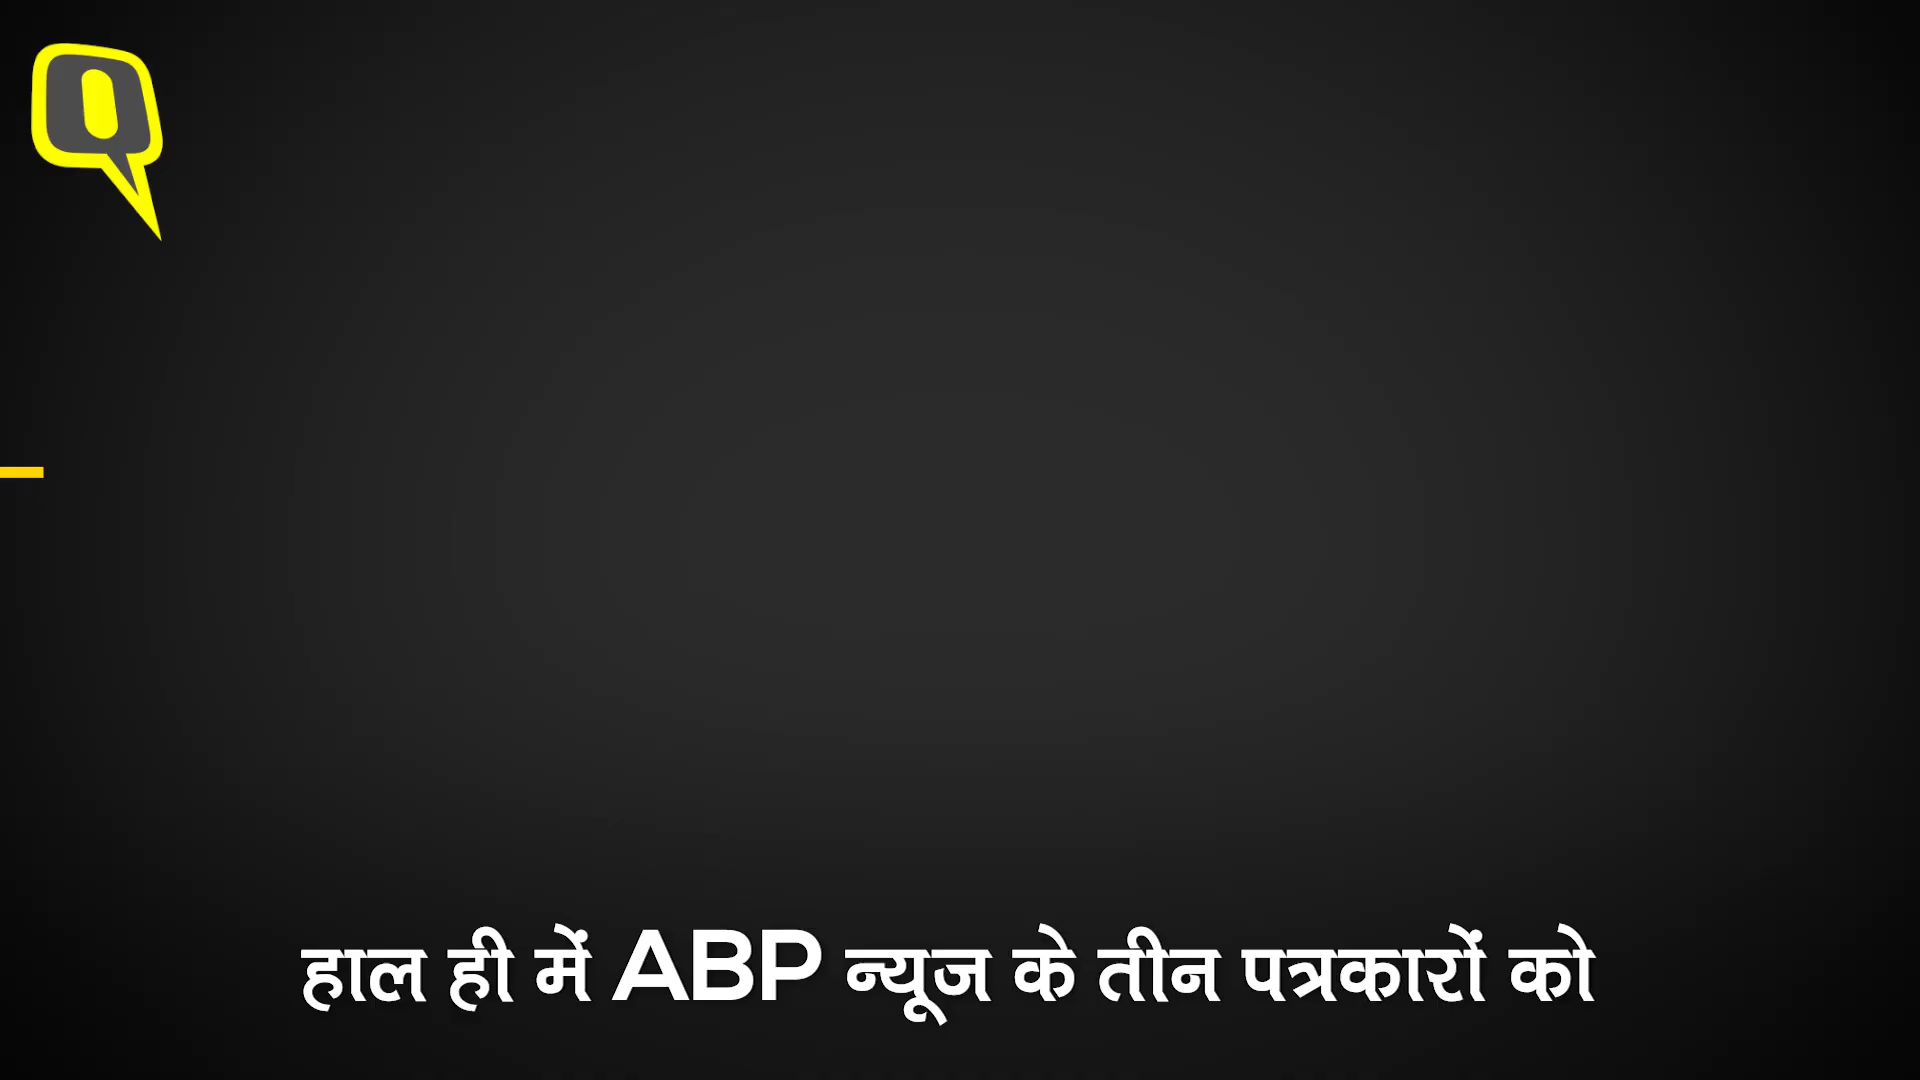 हाल ही में ABP न्यूज के तीन पत्रकारों को